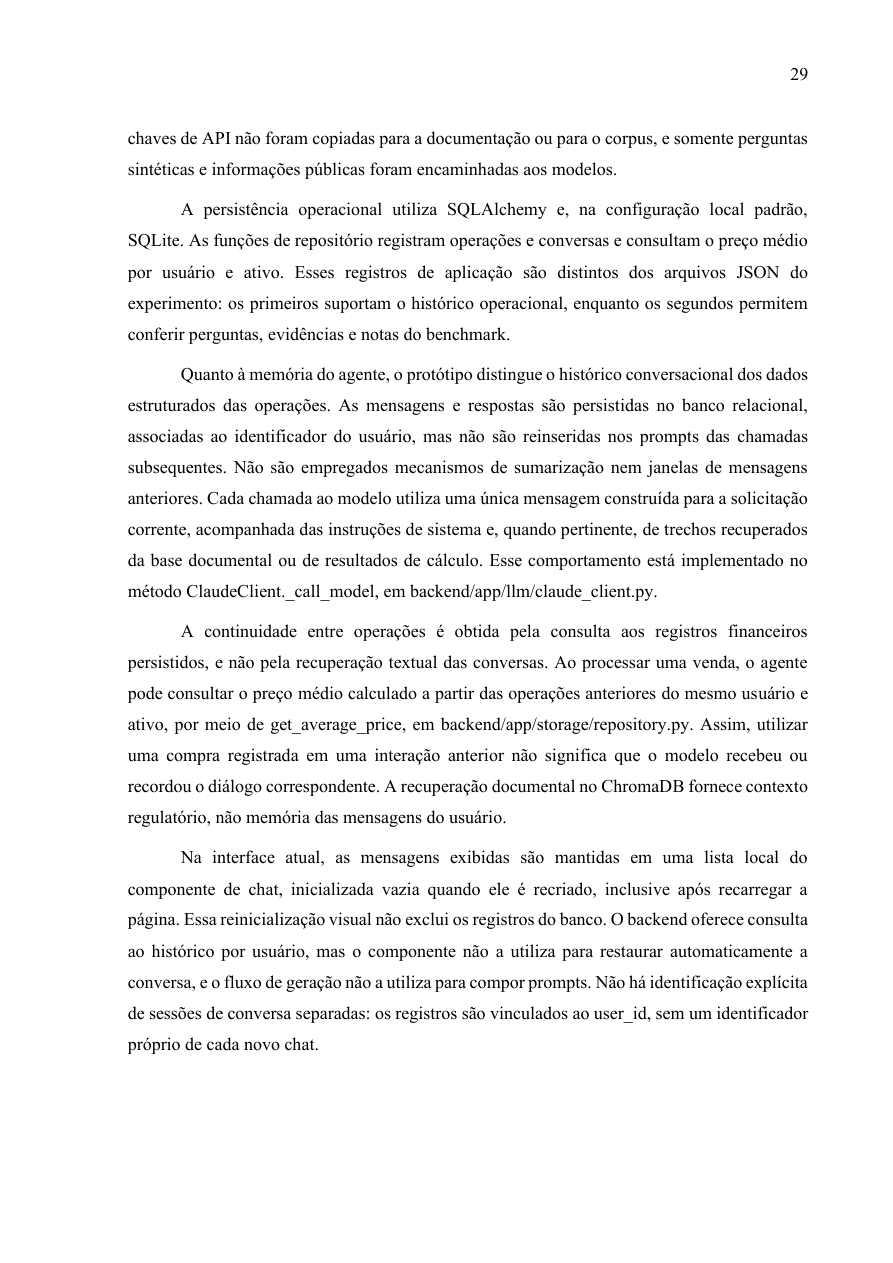 29
chaves de API não foram copiadas para a documentação ou para o corpus, e somente perguntas
sintéticas e informações públicas foram encaminhadas aos modelos.
A persistência operacional utiliza SQLAlchemy e, na configuração local padrão,
SQLite. As funções de repositório registram operações e conversas e consultam o preço médio
por usuário e ativo. Esses registros de aplicação são distintos dos arquivos JSON do
experimento: os primeiros suportam o histórico operacional, enquanto os segundos permitem
conferir perguntas, evidências e notas do benchmark.
Quanto à memória do agente, o protótipo distingue o histórico conversacional dos dados
estruturados das operações. As mensagens e respostas são persistidas no banco relacional,
associadas ao identificador do usuário, mas não são reinseridas nos prompts das chamadas
subsequentes. Não são empregados mecanismos de sumarização nem janelas de mensagens
anteriores. Cada chamada ao modelo utiliza uma única mensagem construída para a solicitação
corrente, acompanhada das instruções de sistema e, quando pertinente, de trechos recuperados
da base documental ou de resultados de cálculo. Esse comportamento está implementado no
método ClaudeClient._call_model, em backend/app/llm/claude_client.py.
A continuidade entre operações é obtida pela consulta aos registros financeiros
persistidos, e não pela recuperação textual das conversas. Ao processar uma venda, o agente
pode consultar o preço médio calculado a partir das operações anteriores do mesmo usuário e
ativo, por meio de get_average_price, em backend/app/storage/repository.py. Assim, utilizar
uma compra registrada em uma interação anterior não significa que o modelo recebeu ou
recordou o diálogo correspondente. A recuperação documental no ChromaDB fornece contexto
regulatório, não memória das mensagens do usuário.
Na interface atual, as mensagens exibidas são mantidas em uma lista local do
componente de chat, inicializada vazia quando ele é recriado, inclusive após recarregar a
página. Essa reinicialização visual não exclui os registros do banco. O backend oferece consulta
ao histórico por usuário, mas o componente não a utiliza para restaurar automaticamente a
conversa, e o fluxo de geração não a utiliza para compor prompts. Não há identificação explícita
de sessões de conversa separadas: os registros são vinculados ao user_id, sem um identificador
próprio de cada novo chat.